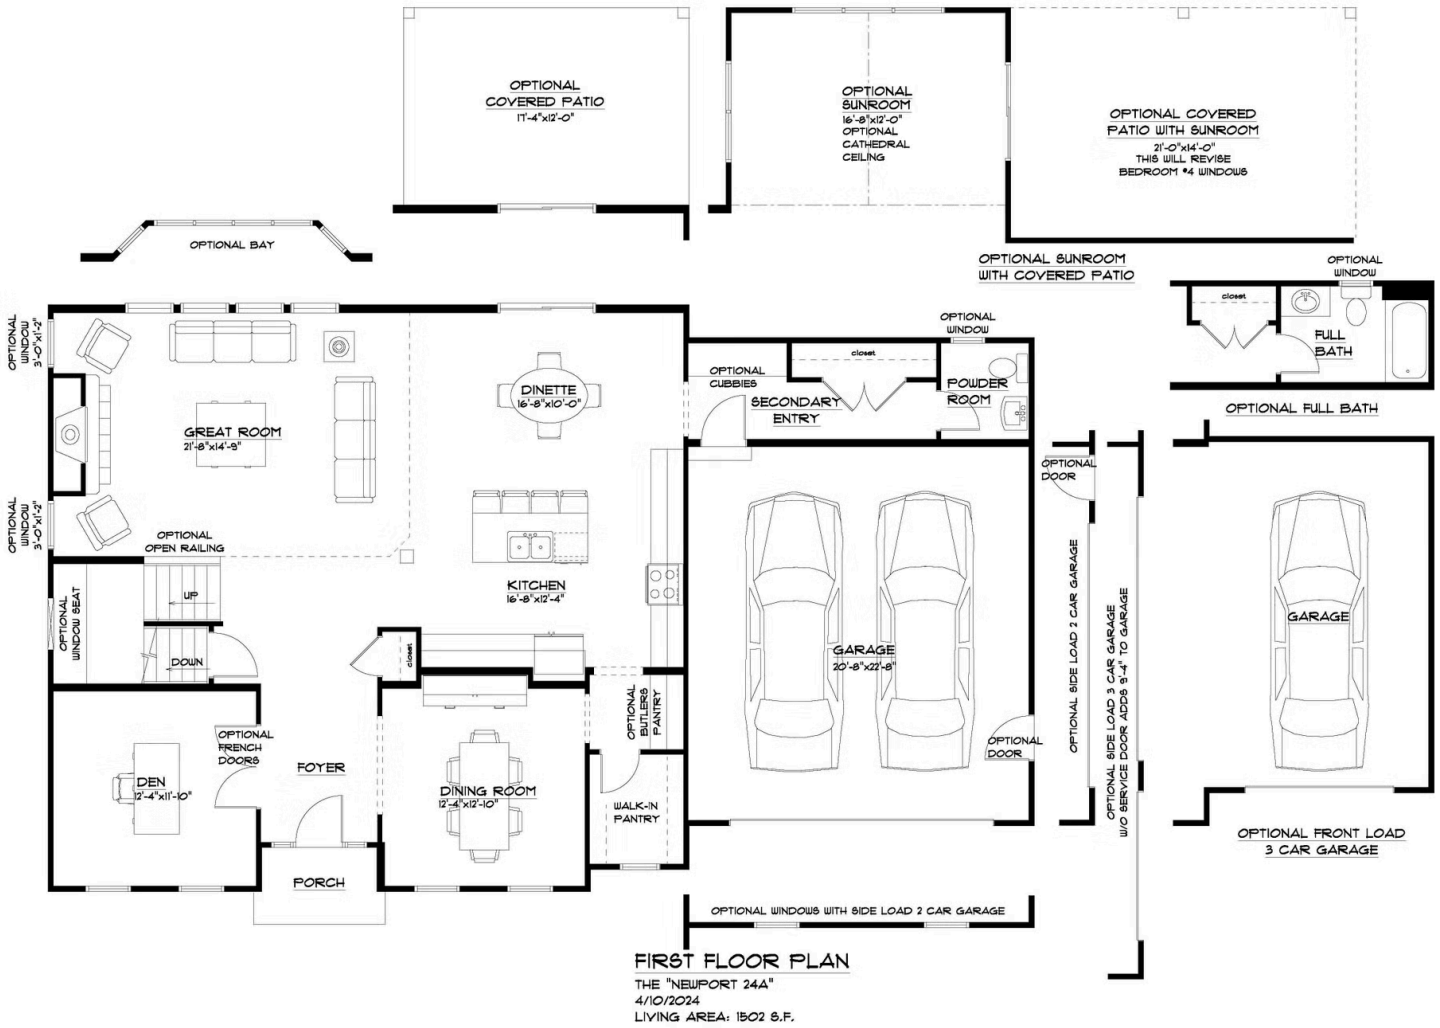 OPTIONAL
COVERED PATIO
17'-4"x12'-0"
OPTIONAL
SUNROOM
16'-8"x12'-0"
OPTIONAL
CATHEDRAL
CEILING
OPTIONAL COVERED
PATIO WITH SUNROOM
21'-0"x14'-0"
THIS WILL REVISE
BEDROOM #4 WINDOWS
OPTIONAL BAY
OPTIONAL SUNROOM
WITH COVERED PATIO
OPTIONAL
WINDOW
closet
FULL
BATH
OPTIONAL FULL BATH
OPTIONAL
WINDOW
3'-0"x1'-2"
OPTIONAL
WINDOW
3'-0"x1'-2"
GREAT ROOM
21'-8"x14'-9"
OPTIONAL
OPEN RAILING
DINETTE
16'-8"x10'-0"
KITCHEN
16'-8"x12'-4"
OPTIONAL
CUBBIES
closet
SECONDARY
ENTRY
OPTIONAL
WINDOW
POWDER
ROOM
OPTIONAL
WINDOW SEAT
UP
DOWN
closet
GARAGE
20'-8"x22'-8"
OPTIONAL
DOOR
OPTIONAL
DOOR
OPTIONAL SIDE LOAD 2 CAR GARAGE
OPTIONAL SIDE LOAD 3 CAR GARAGE
W/O SERVICE DOOR ADDS 9'-4" TO GARAGE
GARAGE
OPTIONAL FRONT LOAD
3 CAR GARAGE
OPTIONAL
FRENCH
DOORS
DEN
12'-4"x11'-10"
FOYER
PORCH
DINING ROOM
12'-4"x12'-10"
OPTIONAL
BUTLERS
PANTRY
WALK-IN
PANTRY
OPTIONAL WINDOWS WITH SIDE LOAD 2 CAR GARAGE
FIRST FLOOR PLAN
THE "NEWPORT 24A"
4/10/2024
LIVING AREA: 1502 S.F.